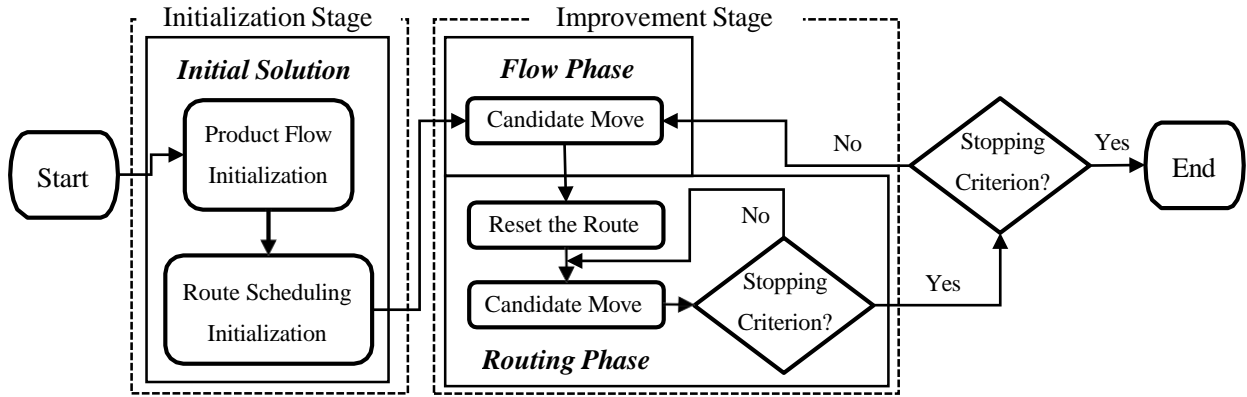 Initialization Stage
Improvement Stage
Initial Solution
Flow Phase
Start
Product Flow
Initialization
Route Scheduling
Initialization
Candidate Move
Reset the Route
Candidate Move
No
Stopping
Criterion?
Routing Phase
Yes
No
Stopping
Criterion?
Yes
End